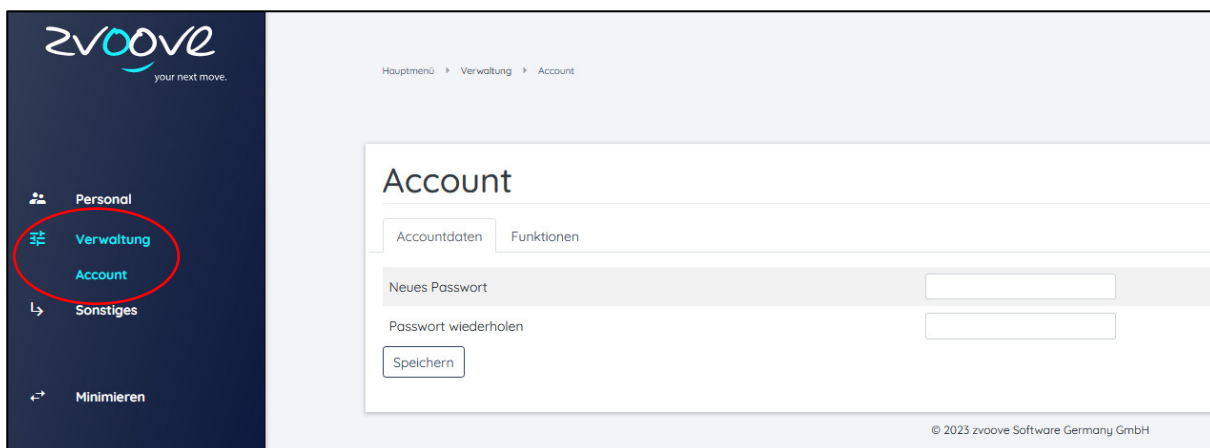 zvoove
your next move.
Personal
Verwaltung
Account
Sonstiges
Minimieren
Hauptmenü Verwaltung Account
Account
Accountdaten Funktionen
Neues Passwort
Passwort wiederholen
Speichern
© 2023 zvoove Software Germany GmbH